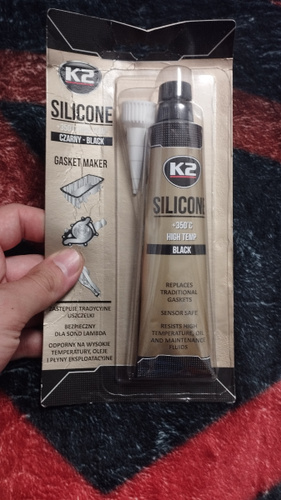 K2
SILICONE
CZARNY - BLACK
GASKET MAKER
ZASTĘPUJE TRADYCYJNE
USZCZELKI
BEZPIECZNY
DLA SOND LAMBDA
ODPORNY NA WYSOKIE
TEMPERATURY, OLEJE
I PŁYNY EKSPLOATACYJNE
K2
SILICONE
+350°C
HIGH TEMP
BLACK
REPLACES
TRADITIONAL
GASKETS
SENSOR SAFE
RESISTS HIGH
TEMPERATURE, OIL
AND MAINTENANCE
FLUIDS